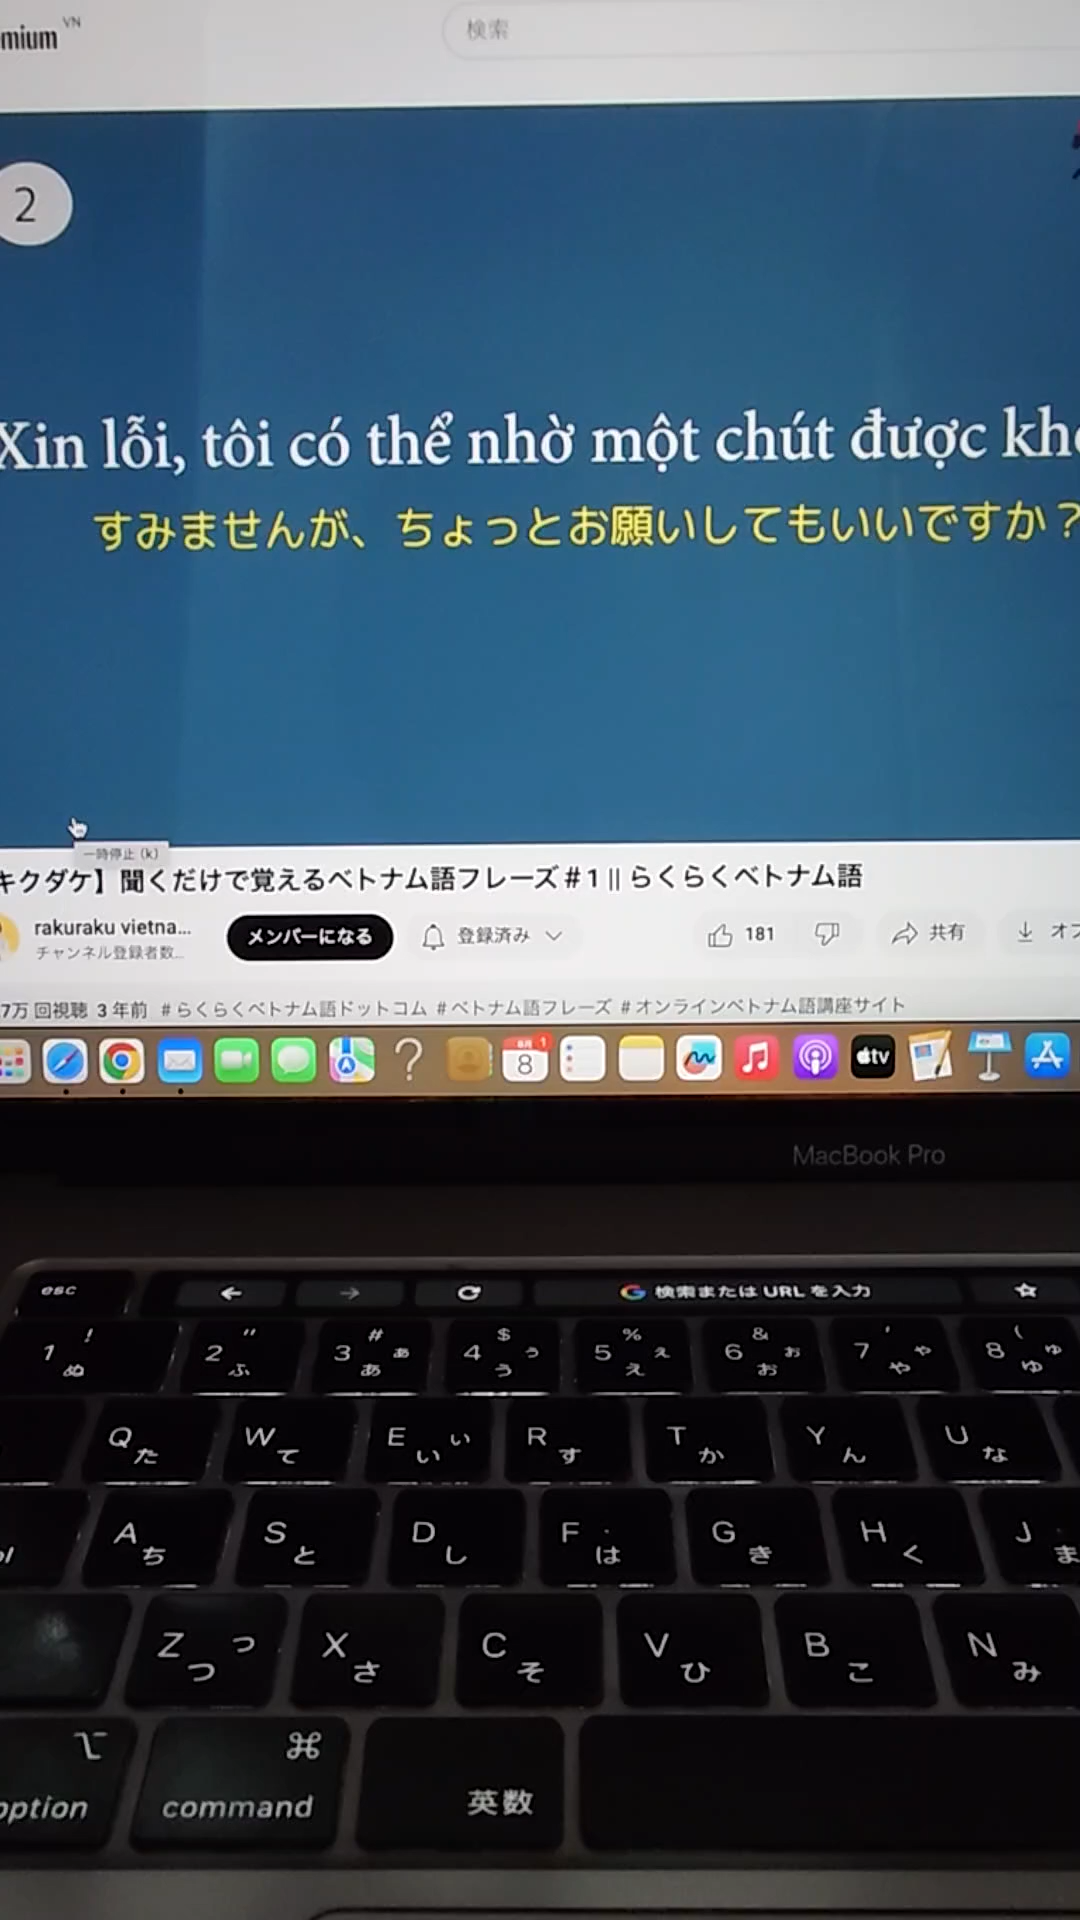 mium VN
検索
2
Xin lỗi, tôi có thể nhờ một chút được
すみませんが、ちょっとお願いしてもいいですか？
一時停止 (k)
キクダケ】聞くだけで覚えるベトナム語フレーズ＃1 || らくらくベトナム語
rakuraku vietna...
チャンネル登録者数...
メンバーになる
登録済み
181
共有
オフ
7万 回視聴 3 年前 #らくらくベトナム語ドットコム #ベトナム語フレーズ #オンラインベトナム語講座サイト
8月
1
8
tv
MacBook Pro
esc
検索または URL を入力
1 ! ぬ
2 " ふ
3 # あ ぁ
4 $ う ぅ
5 % え ぇ
6 & お ぉ
7 ' や ゃ
8 ( ゆ ゅ
Q た
W て
E い ぃ
R す
T か
Y ん
U な
A ち
S と
D し
F は
G き
H く
J ま
Z つ っ
X さ
C そ
V ひ
B こ
N み
option
⌘
command
英数